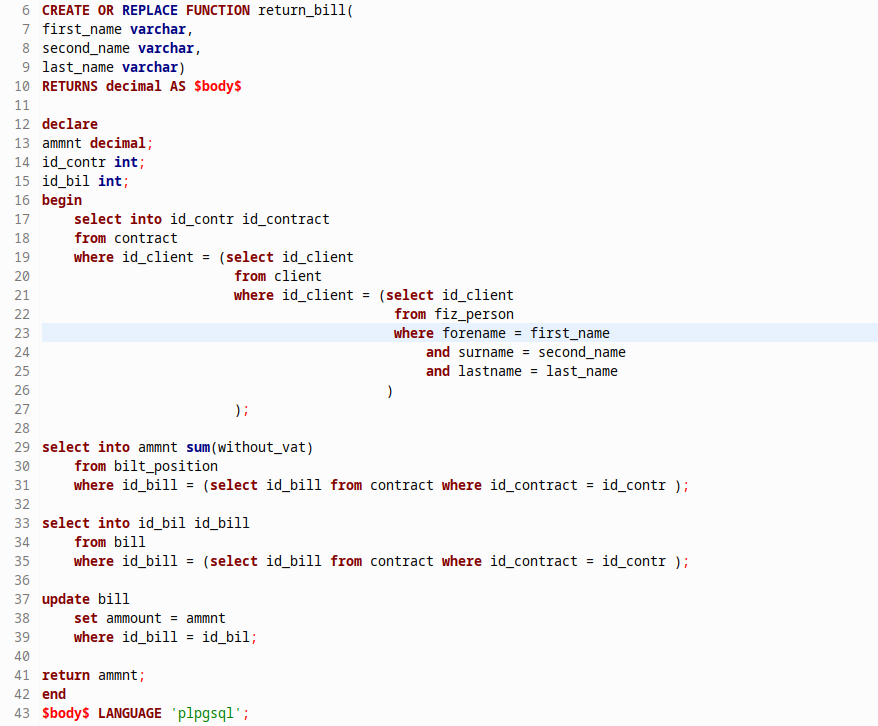 6 CREATE OR REPLACE FUNCTION return_bill(
7 first_name varchar,
8 second_name varchar,
9 last_name varchar)
10 RETURNS decimal AS $body$
11
12 declare
13 ammnt decimal;
14 id_contr int;
15 id_bil int;
16 begin
17     select into id_contr id_contract
18     from contract
19     where id_client = (select id_client
20                         from client
21                         where id_client = (select id_client
22                                             from fiz_person
23                                             where forename = first_name
24                                                 and surname = second_name
25                                                 and lastname = last_name
26                                            )
27                         );
28
29 select into ammnt sum(without_vat)
30     from bilt_position
31     where id_bill = (select id_bill from contract where id_contract = id_contr );
32
33 select into id_bil id_bill
34     from bill
35     where id_bill = (select id_bill from contract where id_contract = id_contr );
36
37 update bill
38     set ammount = ammnt
39     where id_bill = id_bil;
40
41 return ammnt;
42 end
43 $body$ LANGUAGE 'plpgsql';